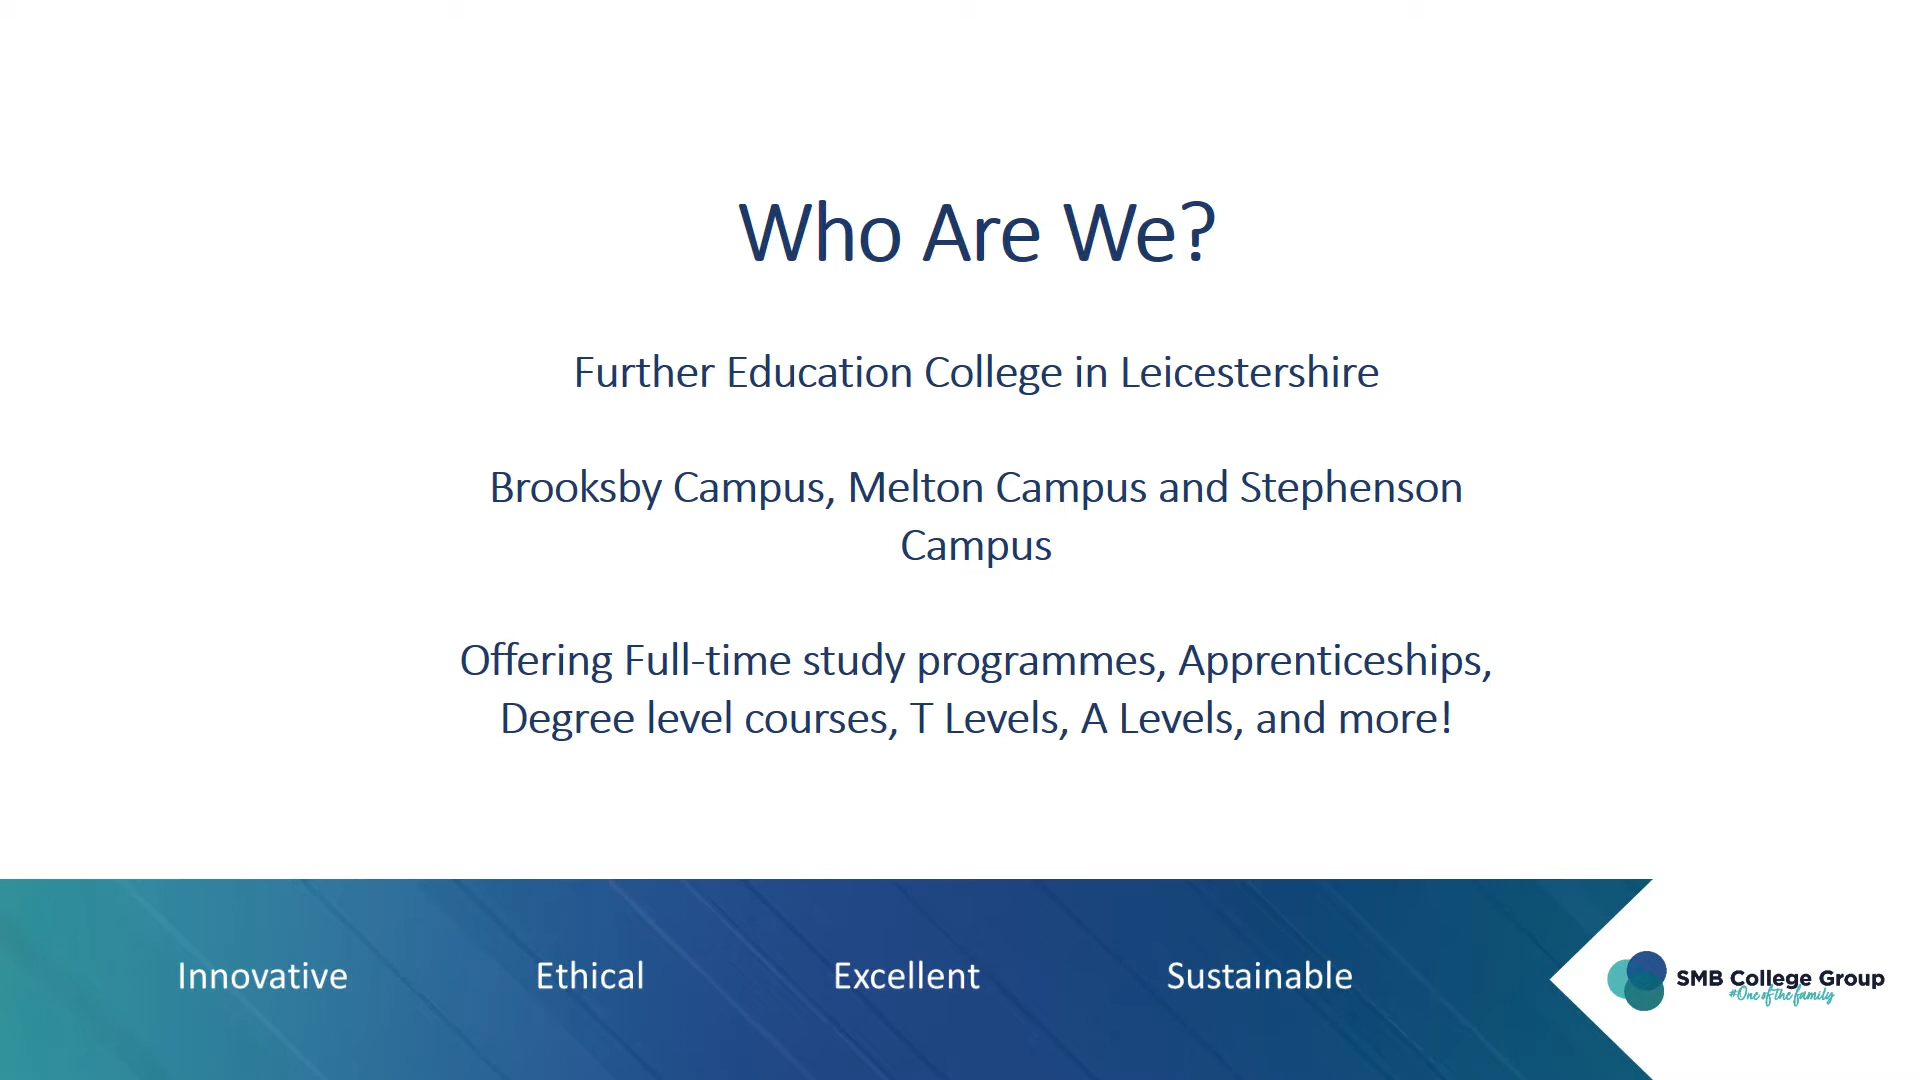 Who Are We?
Further Education College in Leicestershire
Brooksby Campus, Melton Campus and Stephenson
Campus
Offering Full-time study programmes, Apprenticeships,
Degree level courses, T Levels, A Levels, and more!
Innovative Ethical Excellent Sustainable
SMB College Group
#One of the family